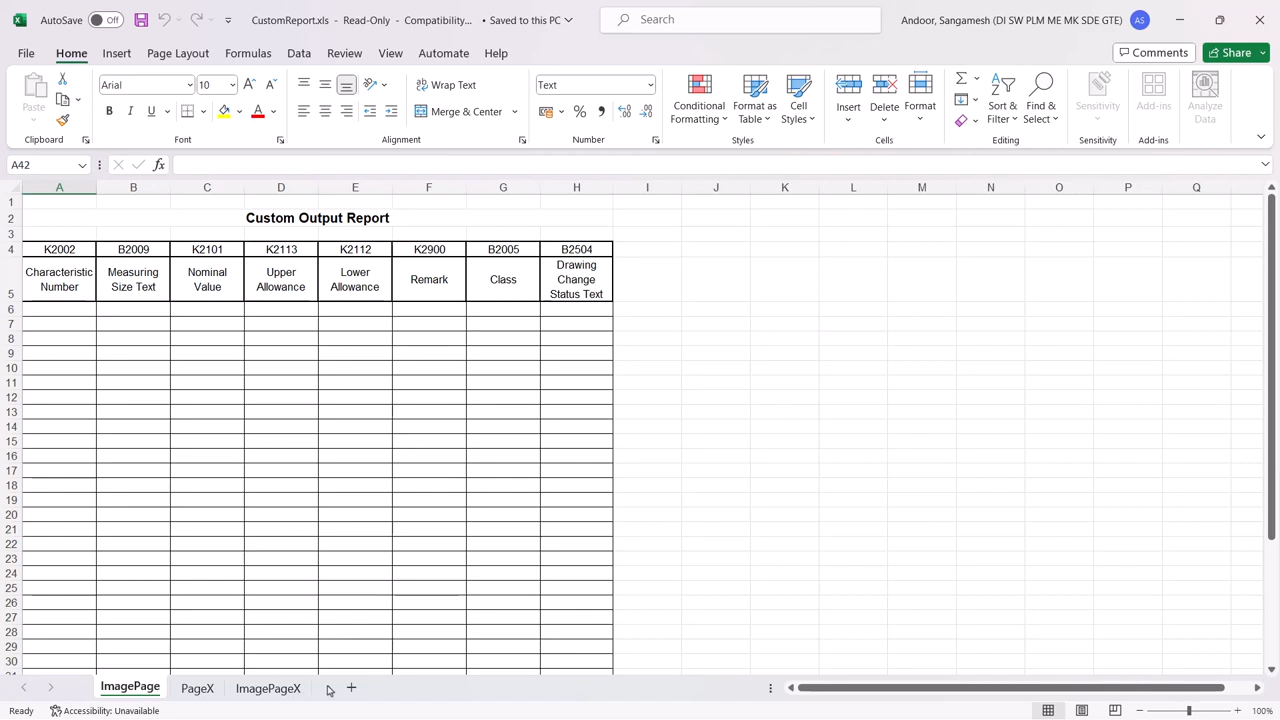 AutoSave Off CustomReport.xls - Read-Only - Compatibility... • Saved to this PC Search Andoor, Sangamesh (DI SW PLM ME MK SDE GTE) AS
File Home Insert Page Layout Formulas Data Review View Automate Help Comments Share
Arial 10 Wrap Text Text
Paste Conditional Formatting Format as Table Cell Styles Insert Delete Format Sort & Filter Find & Select Sensitivity Add-ins Analyze Data
B I U A Merge & Center % ,
Clipboard Font Alignment Number Styles Cells Editing Sensitivity Add-ins
A42 fx
A B C D E F G H I J K L M N O P Q
1
2 Custom Output Report
3
4 K2002 B2009 K2101 K2113 K2112 K2900 B2005 B2504
5 Characteristic Number Measuring Size Text Nominal Value Upper Allowance Lower Allowance Remark Class Drawing Change Status Text
6
7
8
9
10
11
12
13
14
15
16
17
18
19
20
21
22
23
24
25
26
27
28
29
30
ImagePage PageX ImagePageX
Ready Accessibility: Unavailable 100%